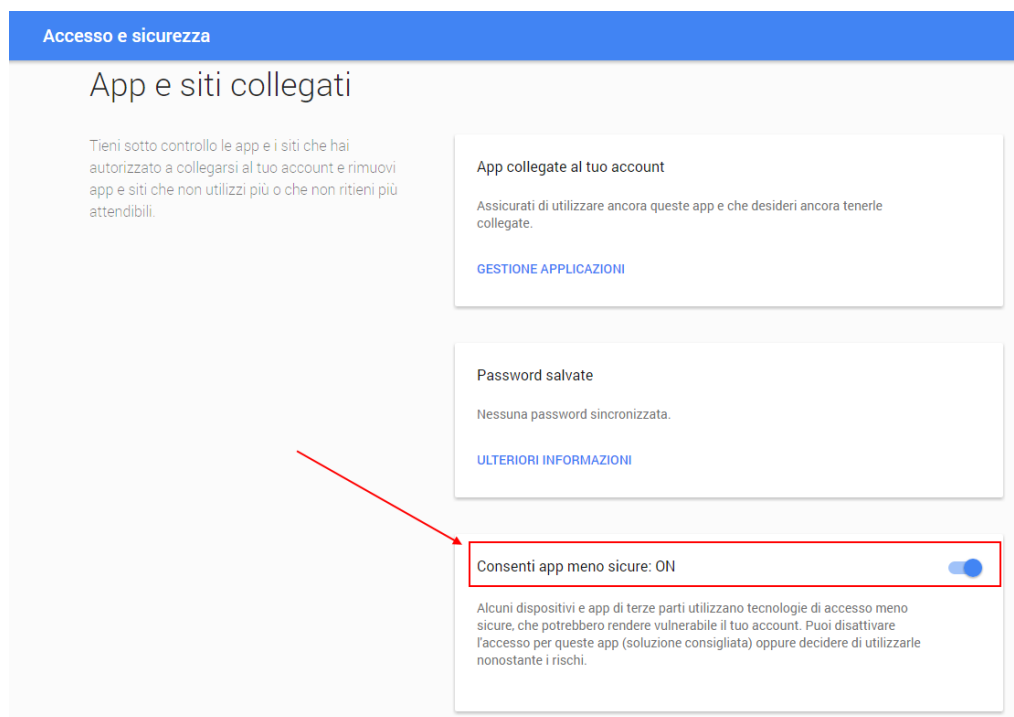 Accesso e sicurezza
App e siti collegati
Tieni sotto controllo le app e i siti che hai
autorizzato a collegarsi al tuo account e rimuovi
app e siti che non utilizzi più o che non ritieni più
attendibili.
App collegate al tuo account
Assicurati di utilizzare ancora queste app e che desideri ancora tenerle
collegate.
GESTIONE APPLICAZIONI
Password salvate
Nessuna password sincronizzata.
ULTERIORI INFORMAZIONI
Consenti app meno sicure: ON
Alcuni dispositivi e app di terze parti utilizzano tecnologie di accesso meno
sicure, che potrebbero rendere vulnerabile il tuo account. Puoi disattivare
l'accesso per queste app (soluzione consigliata) oppure decidere di utilizzarle
nonostante i rischi.